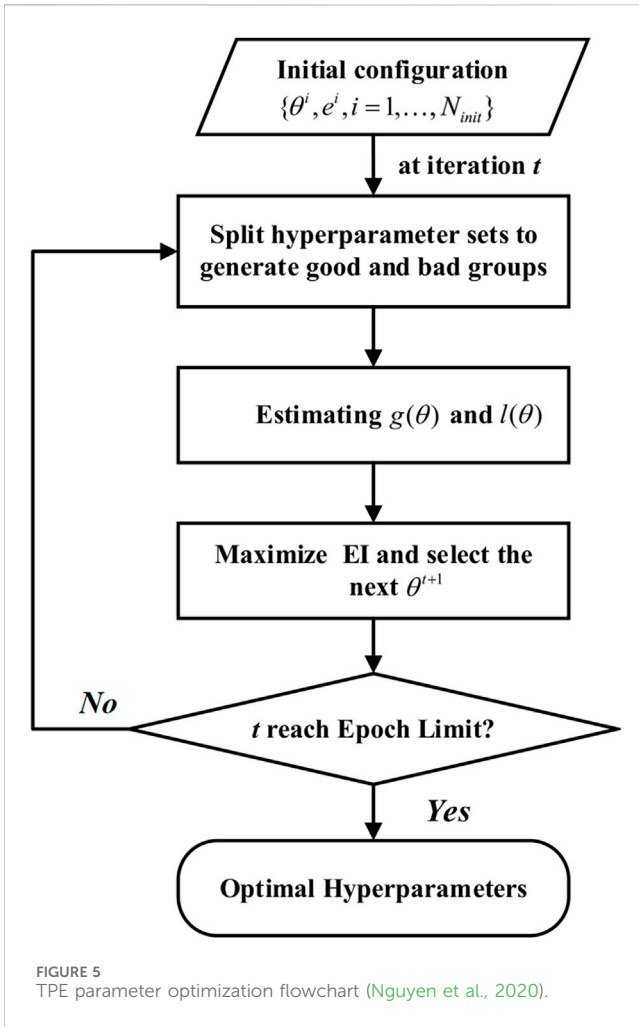 Initial configuration
{θ^i, e^i, i = 1,…, N_init}
at iteration t
Split hyperparameter sets to
generate good and bad groups
Estimating g(θ) and l(θ)
Maximize EI and select the
next θ^{t+1}
No
t reach Epoch Limit?
Yes
Optimal Hyperparameters
FIGURE 5
TPE parameter optimization flowchart (Nguyen et al., 2020).